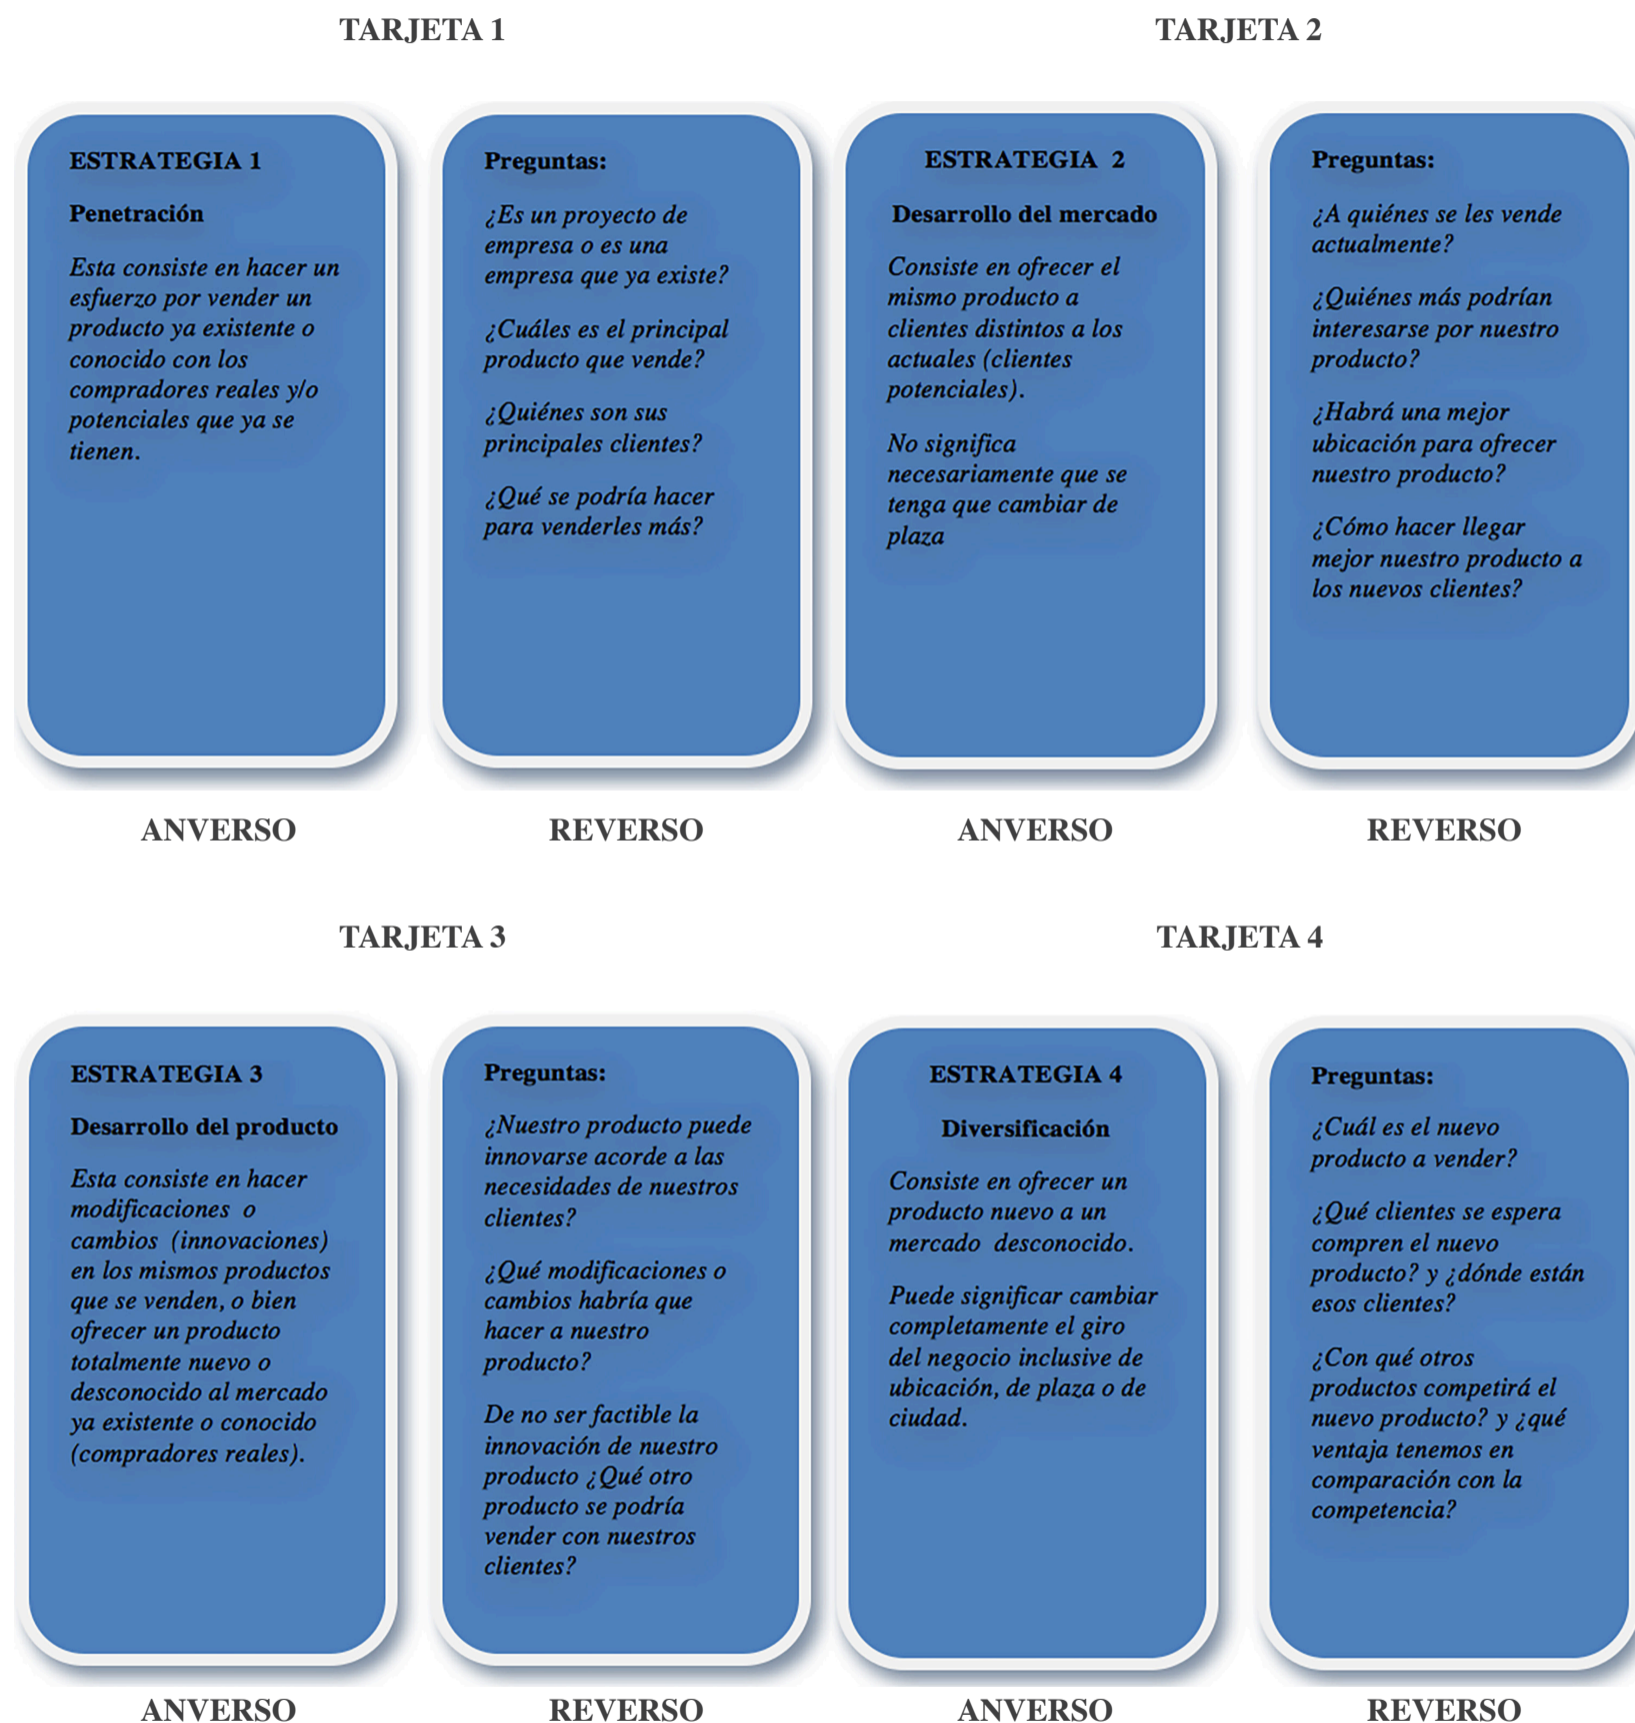 TARJETA 1
TARJETA 2
ESTRATEGIA 1
Penetración
Esta consiste en hacer un
esfuerzo por vender un
producto ya existente o
conocido con los
compradores reales y/o
potenciales que ya se
tienen.
Preguntas:
¿Es un proyecto de
empresa o es una
empresa que ya existe?
¿Cuáles es el principal
producto que vende?
¿Quiénes son sus
principales clientes?
¿Qué se podría hacer
para venderles más?
ESTRATEGIA 2
Desarrollo del mercado
Consiste en ofrecer el
mismo producto a
clientes distintos a los
actuales (clientes
potenciales).
No significa
necesariamente que se
tenga que cambiar de
plaza
Preguntas:
¿A quiénes se les vende
actualmente?
¿Quiénes más podrían
interesarse por nuestro
producto?
¿Habrá una mejor
ubicación para ofrecer
nuestro producto?
¿Cómo hacer llegar
mejor nuestro producto a
los nuevos clientes?
ANVERSO
REVERSO
ANVERSO
REVERSO
TARJETA 3
TARJETA 4
ESTRATEGIA 3
Desarrollo del producto
Esta consiste en hacer
modificaciones o
cambios (innovaciones)
en los mismos productos
que se venden, o bien
ofrecer un producto
totalmente nuevo o
desconocido al mercado
ya existente o conocido
(compradores reales).
Preguntas:
¿Nuestro producto puede
innovarse acorde a las
necesidades de nuestros
clientes?
¿Qué modificaciones o
cambios habría que
hacer a nuestro
producto?
De no ser factible la
innovación de nuestro
producto ¿Qué otro
producto se podría
vender con nuestros
clientes?
ESTRATEGIA 4
Diversificación
Consiste en ofrecer un
producto nuevo a un
mercado desconocido.
Puede significar cambiar
completamente el giro
del negocio inclusive de
ubicación, de plaza o de
ciudad.
Preguntas:
¿Cuál es el nuevo
producto a vender?
¿Qué clientes se espera
compren el nuevo
producto? y ¿dónde están
esos clientes?
¿Con qué otros
productos competirá el
nuevo producto? y ¿qué
ventaja tenemos en
comparación con la
competencia?
ANVERSO
REVERSO
ANVERSO
REVERSO